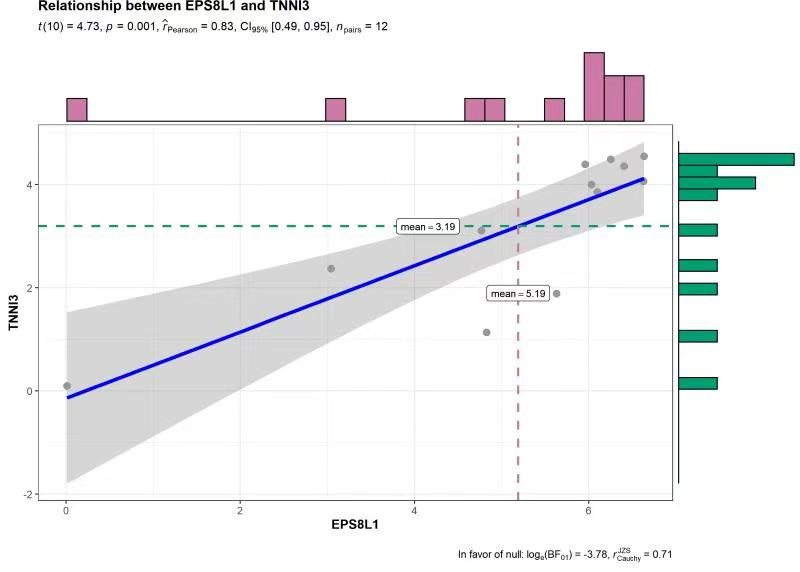 Relationship between EPS8L1 and TNNI3
t(10) = 4.73, p = 0.001, r̂Pearson = 0.83, CI95% [0.49, 0.95], npairs = 12
4
mean = 3.19
2
mean = 5.19
TNNI3
0
-2
0 2 4 6
EPS8L1
In favor of null: loge(BF01) = -3.78, rJZSCauchy = 0.71